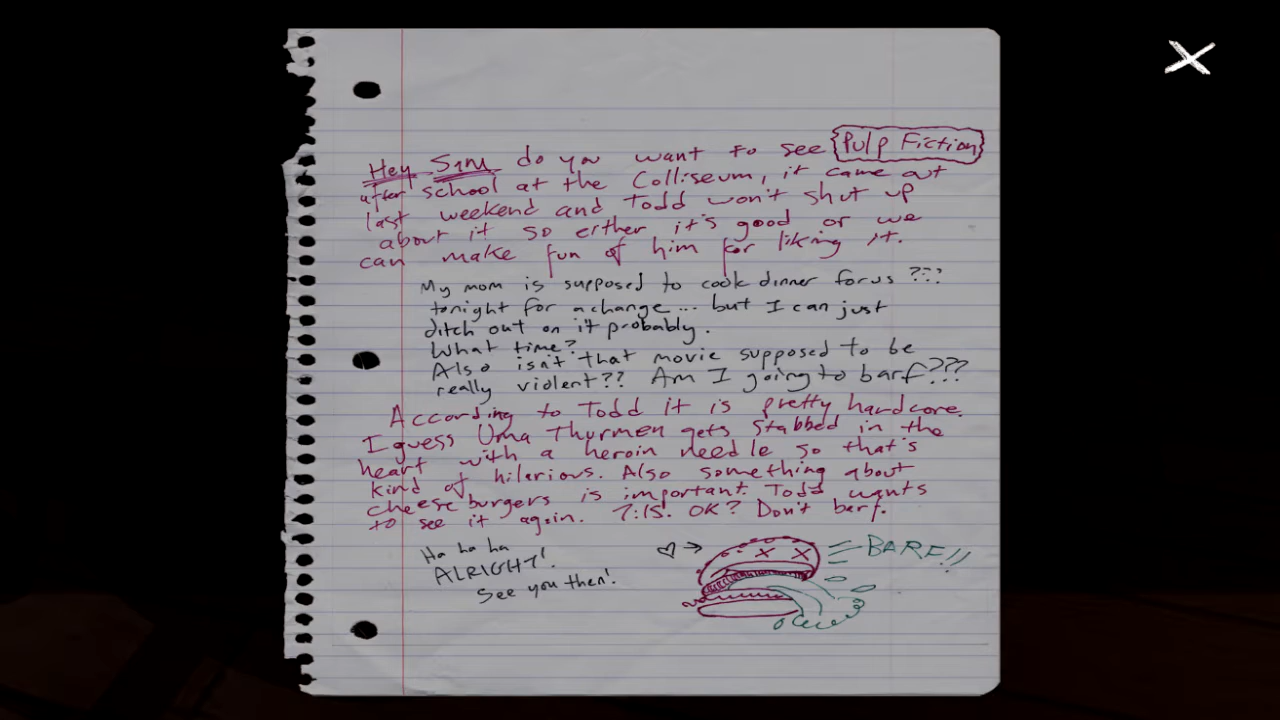 Hey Sam do you want to see Pulp Fiction
after school at the Colliseum, it came out
last weekend and Todd won't shut up
about it so either it's good or we
can make fun of him for liking it.
My mom is supposed to cook dinner for us ???
tonight for a change... but I can just
ditch out on it probably.
What time?
Also isn't that movie supposed to be
really violent?? Am I going to barf???
According to Todd it is pretty hardcore.
I guess Uma Thurmen gets stabbed in the
heart with a heroin needle so that's
kind of hilarious. Also something about
cheeseburgers is important. Todd wants
to see it again. 7:15. OK? Don't barf.
Ha ha ha
ALRIGHT!
See you then!
BARF!!